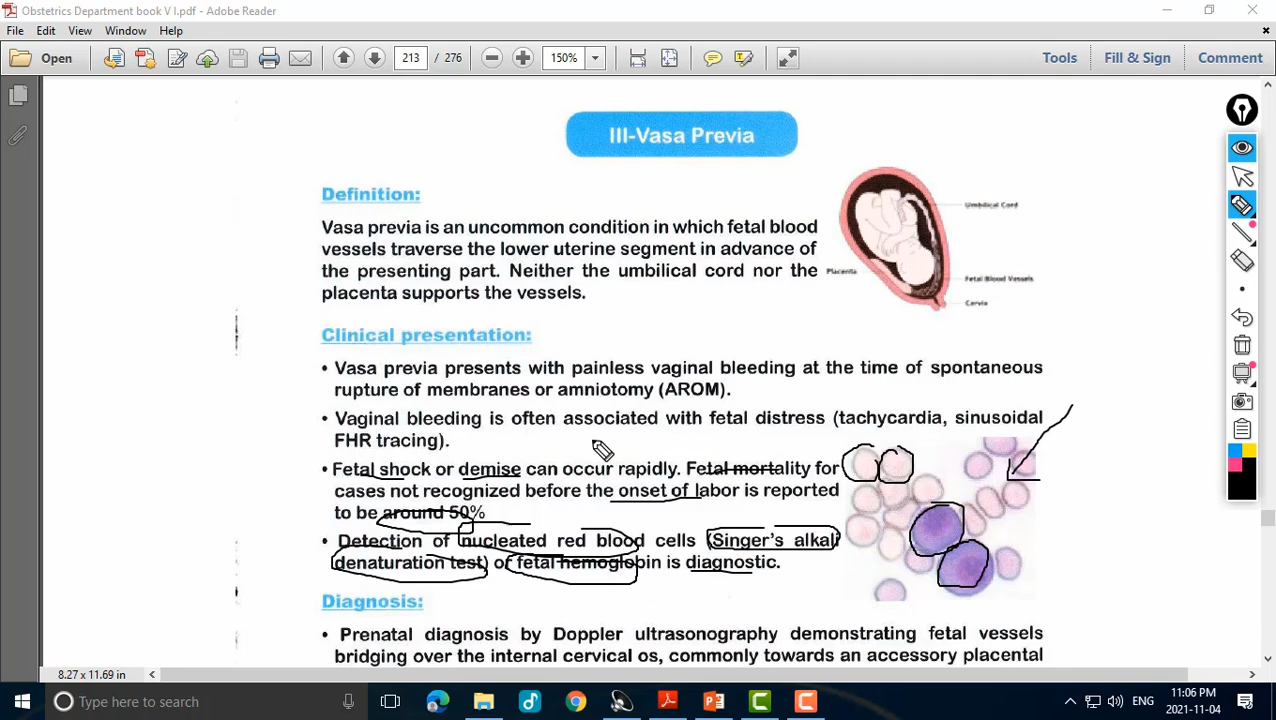 Obstetrics Department book V I.pdf - Adobe Reader
File Edit View Window Help
Open 213 / 276 150% Tools Fill & Sign Comment
III-Vasa Previa
Definition:
Vasa previa is an uncommon condition in which fetal blood
vessels traverse the lower uterine segment in advance of
the presenting part. Neither the umbilical cord nor the
placenta supports the vessels.
Umbilical Cord
Placenta
Fetal Blood Vessels
Cervix
Clinical presentation:
• Vasa previa presents with painless vaginal bleeding at the time of spontaneous
rupture of membranes or amniotomy (AROM).
• Vaginal bleeding is often associated with fetal distress (tachycardia, sinusoidal
FHR tracing).
• Fetal shock or demise can occur rapidly. Fetal mortality for
cases not recognized before the onset of labor is reported
to be around 50%
• Detection of nucleated red blood cells (Singer's alkali
denaturation test) or fetal hemoglobin is diagnostic.
Diagnosis:
• Prenatal diagnosis by Doppler ultrasonography demonstrating fetal vessels
bridging over the internal cervical os, commonly towards an accessory placental
8.27 x 11.69 in
Type here to search
ENG
11:06 PM
2021-11-04